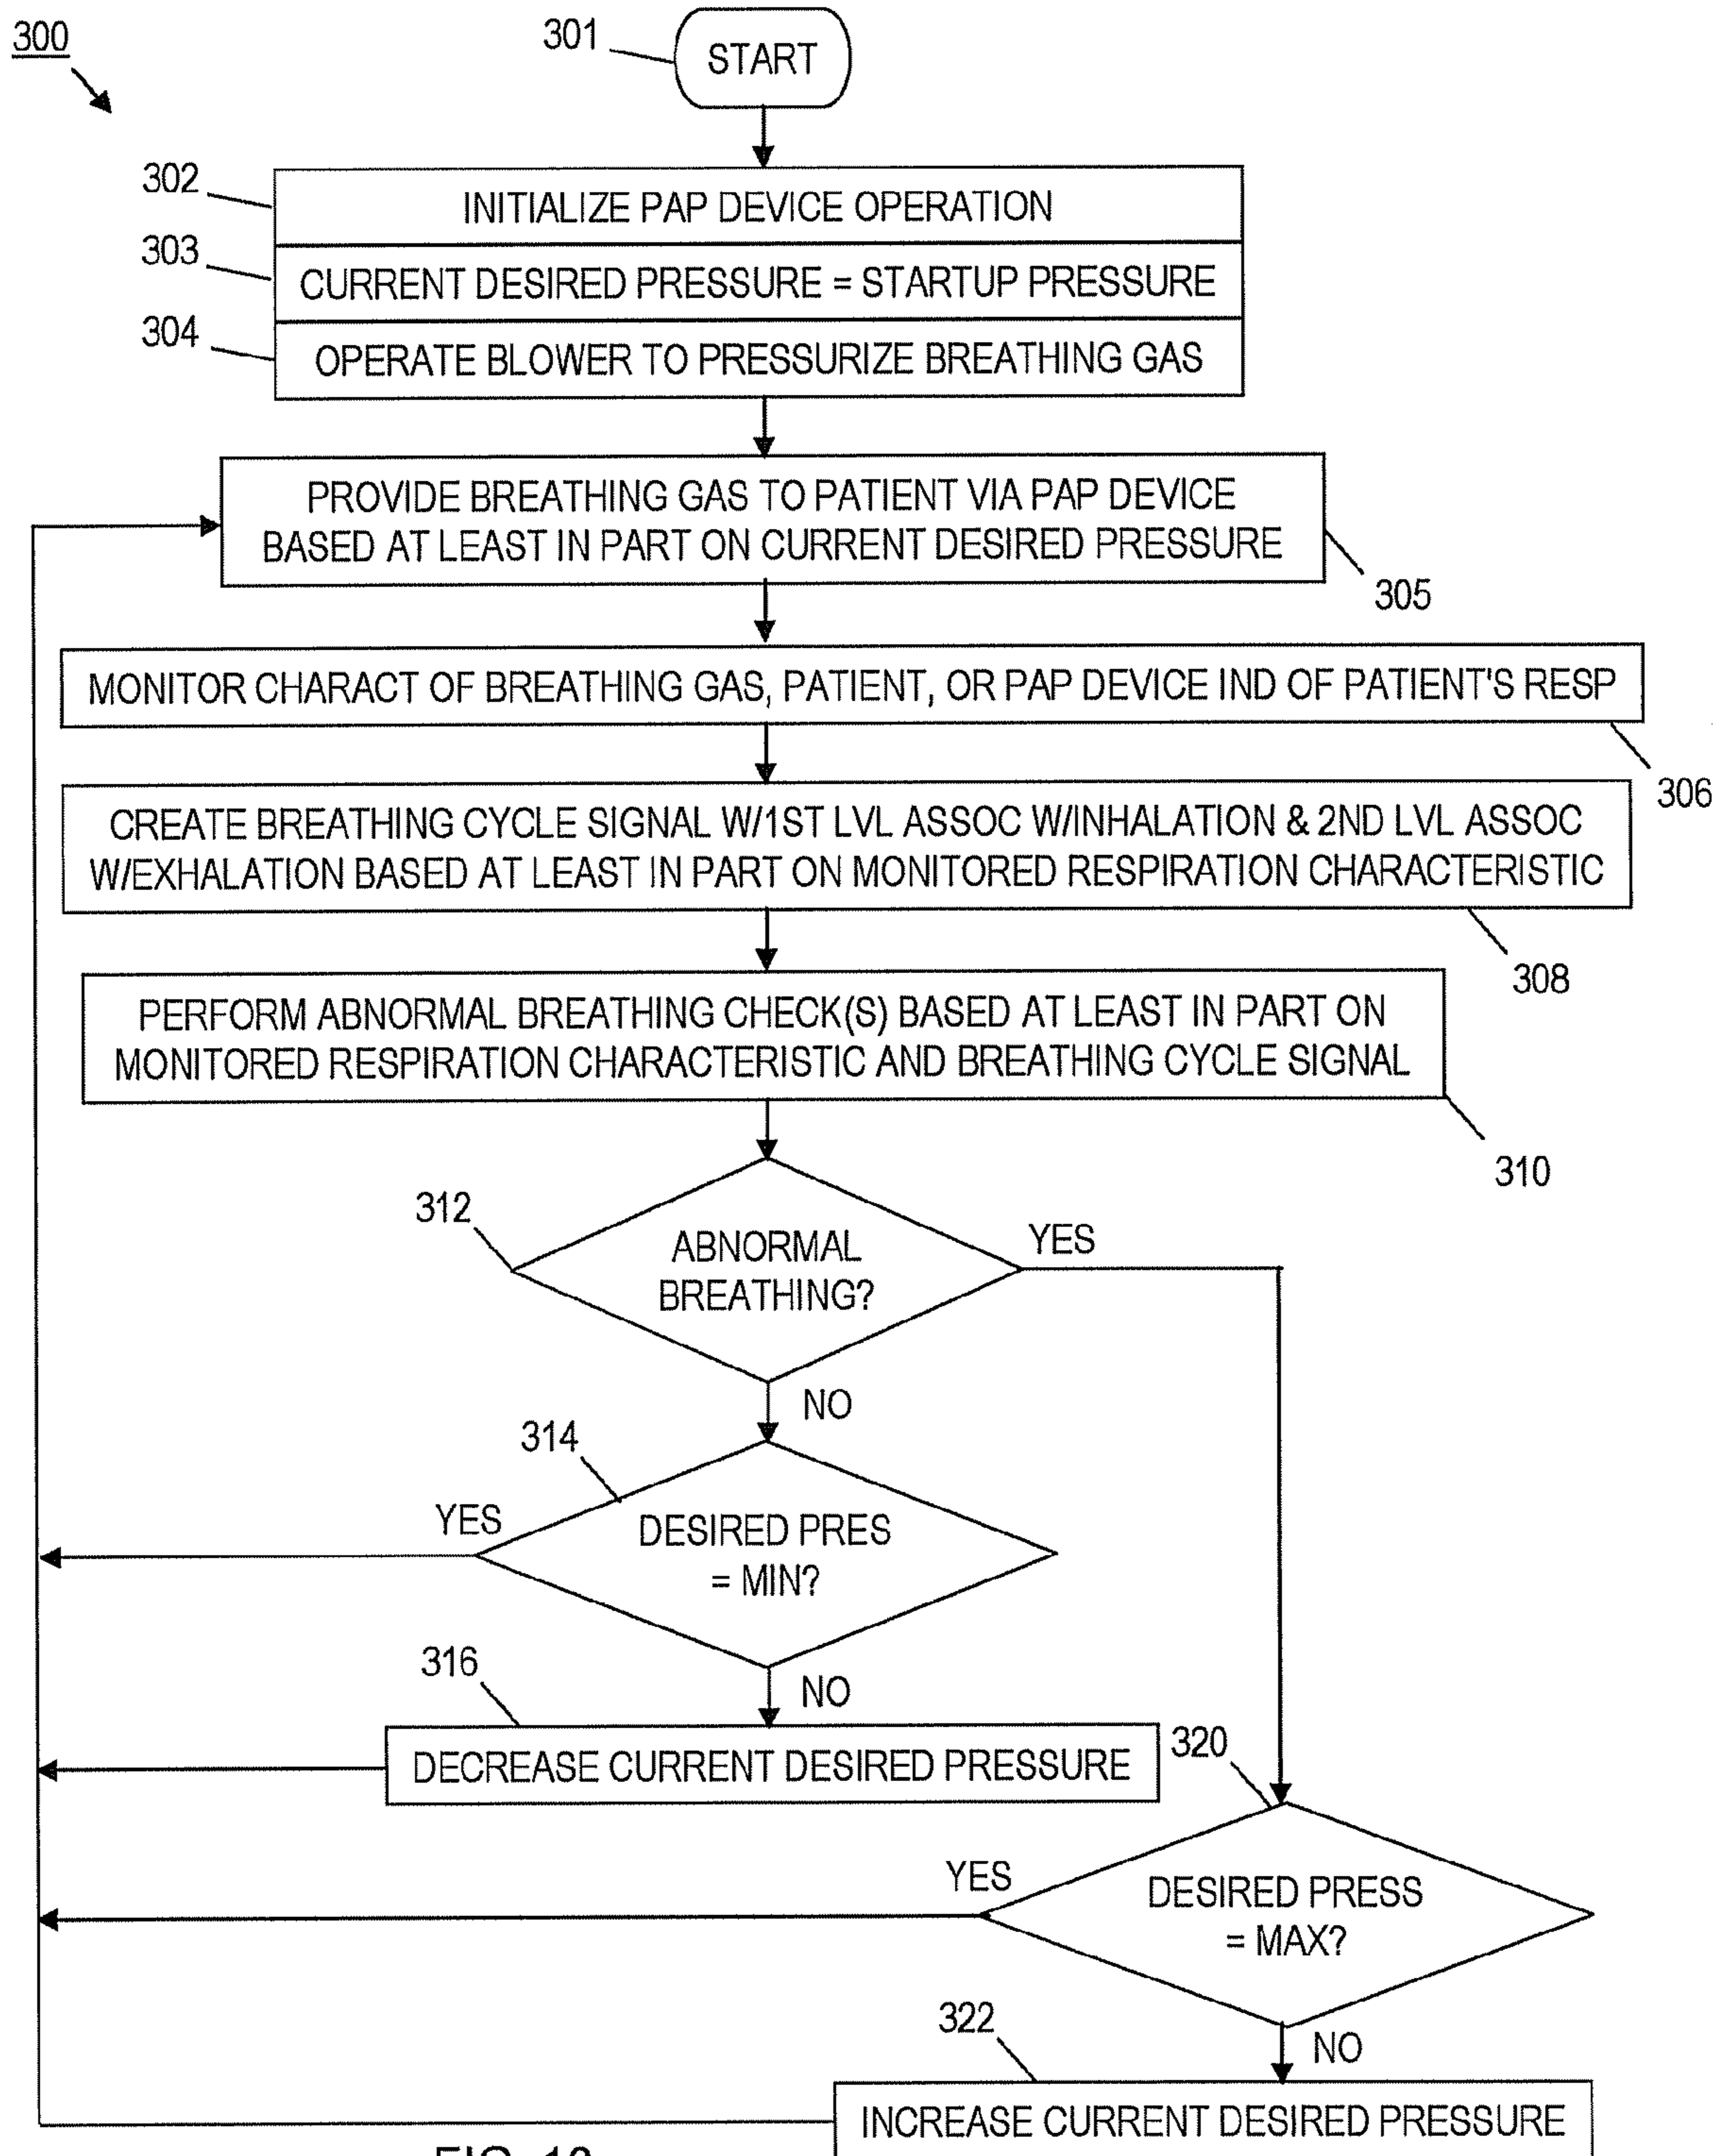 300
301
START
302
INITIALIZE PAP DEVICE OPERATION
303
CURRENT DESIRED PRESSURE = STARTUP PRESSURE
304
OPERATE BLOWER TO PRESSURIZE BREATHING GAS
PROVIDE BREATHING GAS TO PATIENT VIA PAP DEVICE
BASED AT LEAST IN PART ON CURRENT DESIRED PRESSURE
305
MONITOR CHARACT OF BREATHING GAS, PATIENT, OR PAP DEVICE IND OF PATIENT'S RESP
306
CREATE BREATHING CYCLE SIGNAL W/1ST LVL ASSOC W/INHALATION & 2ND LVL ASSOC
W/EXHALATION BASED AT LEAST IN PART ON MONITORED RESPIRATION CHARACTERISTIC
308
PERFORM ABNORMAL BREATHING CHECK(S) BASED AT LEAST IN PART ON
MONITORED RESPIRATION CHARACTERISTIC AND BREATHING CYCLE SIGNAL
310
312
ABNORMAL
BREATHING?
YES
NO
314
YES
DESIRED PRES
= MIN?
NO
316
DECREASE CURRENT DESIRED PRESSURE
320
YES
DESIRED PRESS
= MAX?
NO
322
INCREASE CURRENT DESIRED PRESSURE